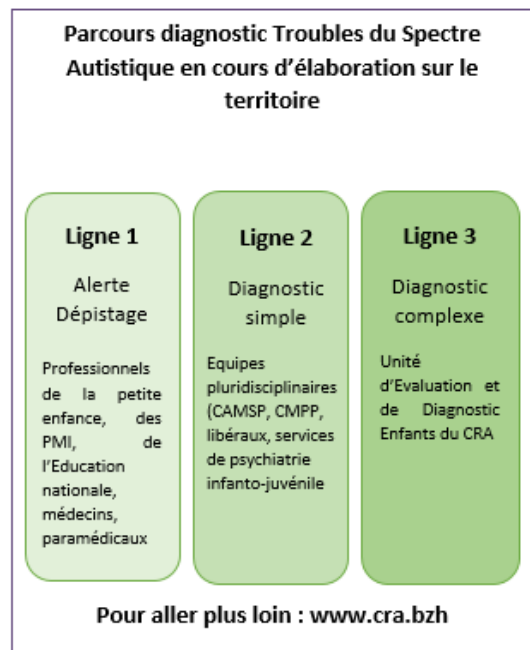 Parcours diagnostic Troubles du Spectre
Autistique en cours d'élaboration sur le
territoire
Ligne 1
Alerte
Dépistage
Professionnels
de la petite
enfance, des
PMI, de
l'Education
nationale,
médecins,
paramédicaux
Ligne 2
Diagnostic
simple
Equipes
pluridisciplinaires
(CAMSP, CMPP,
libéraux, services
de psychiatrie
infanto-juvénile
Ligne 3
Diagnostic
complexe
Unité
d'Evaluation et
de Diagnostic
Enfants du CRA
Pour aller plus loin : www.cra.bzh